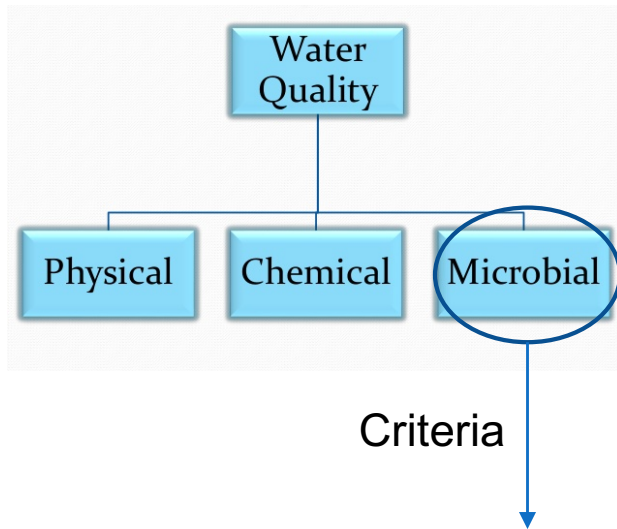 Water
Quality
Physical
Chemical
Microbial
Criteria